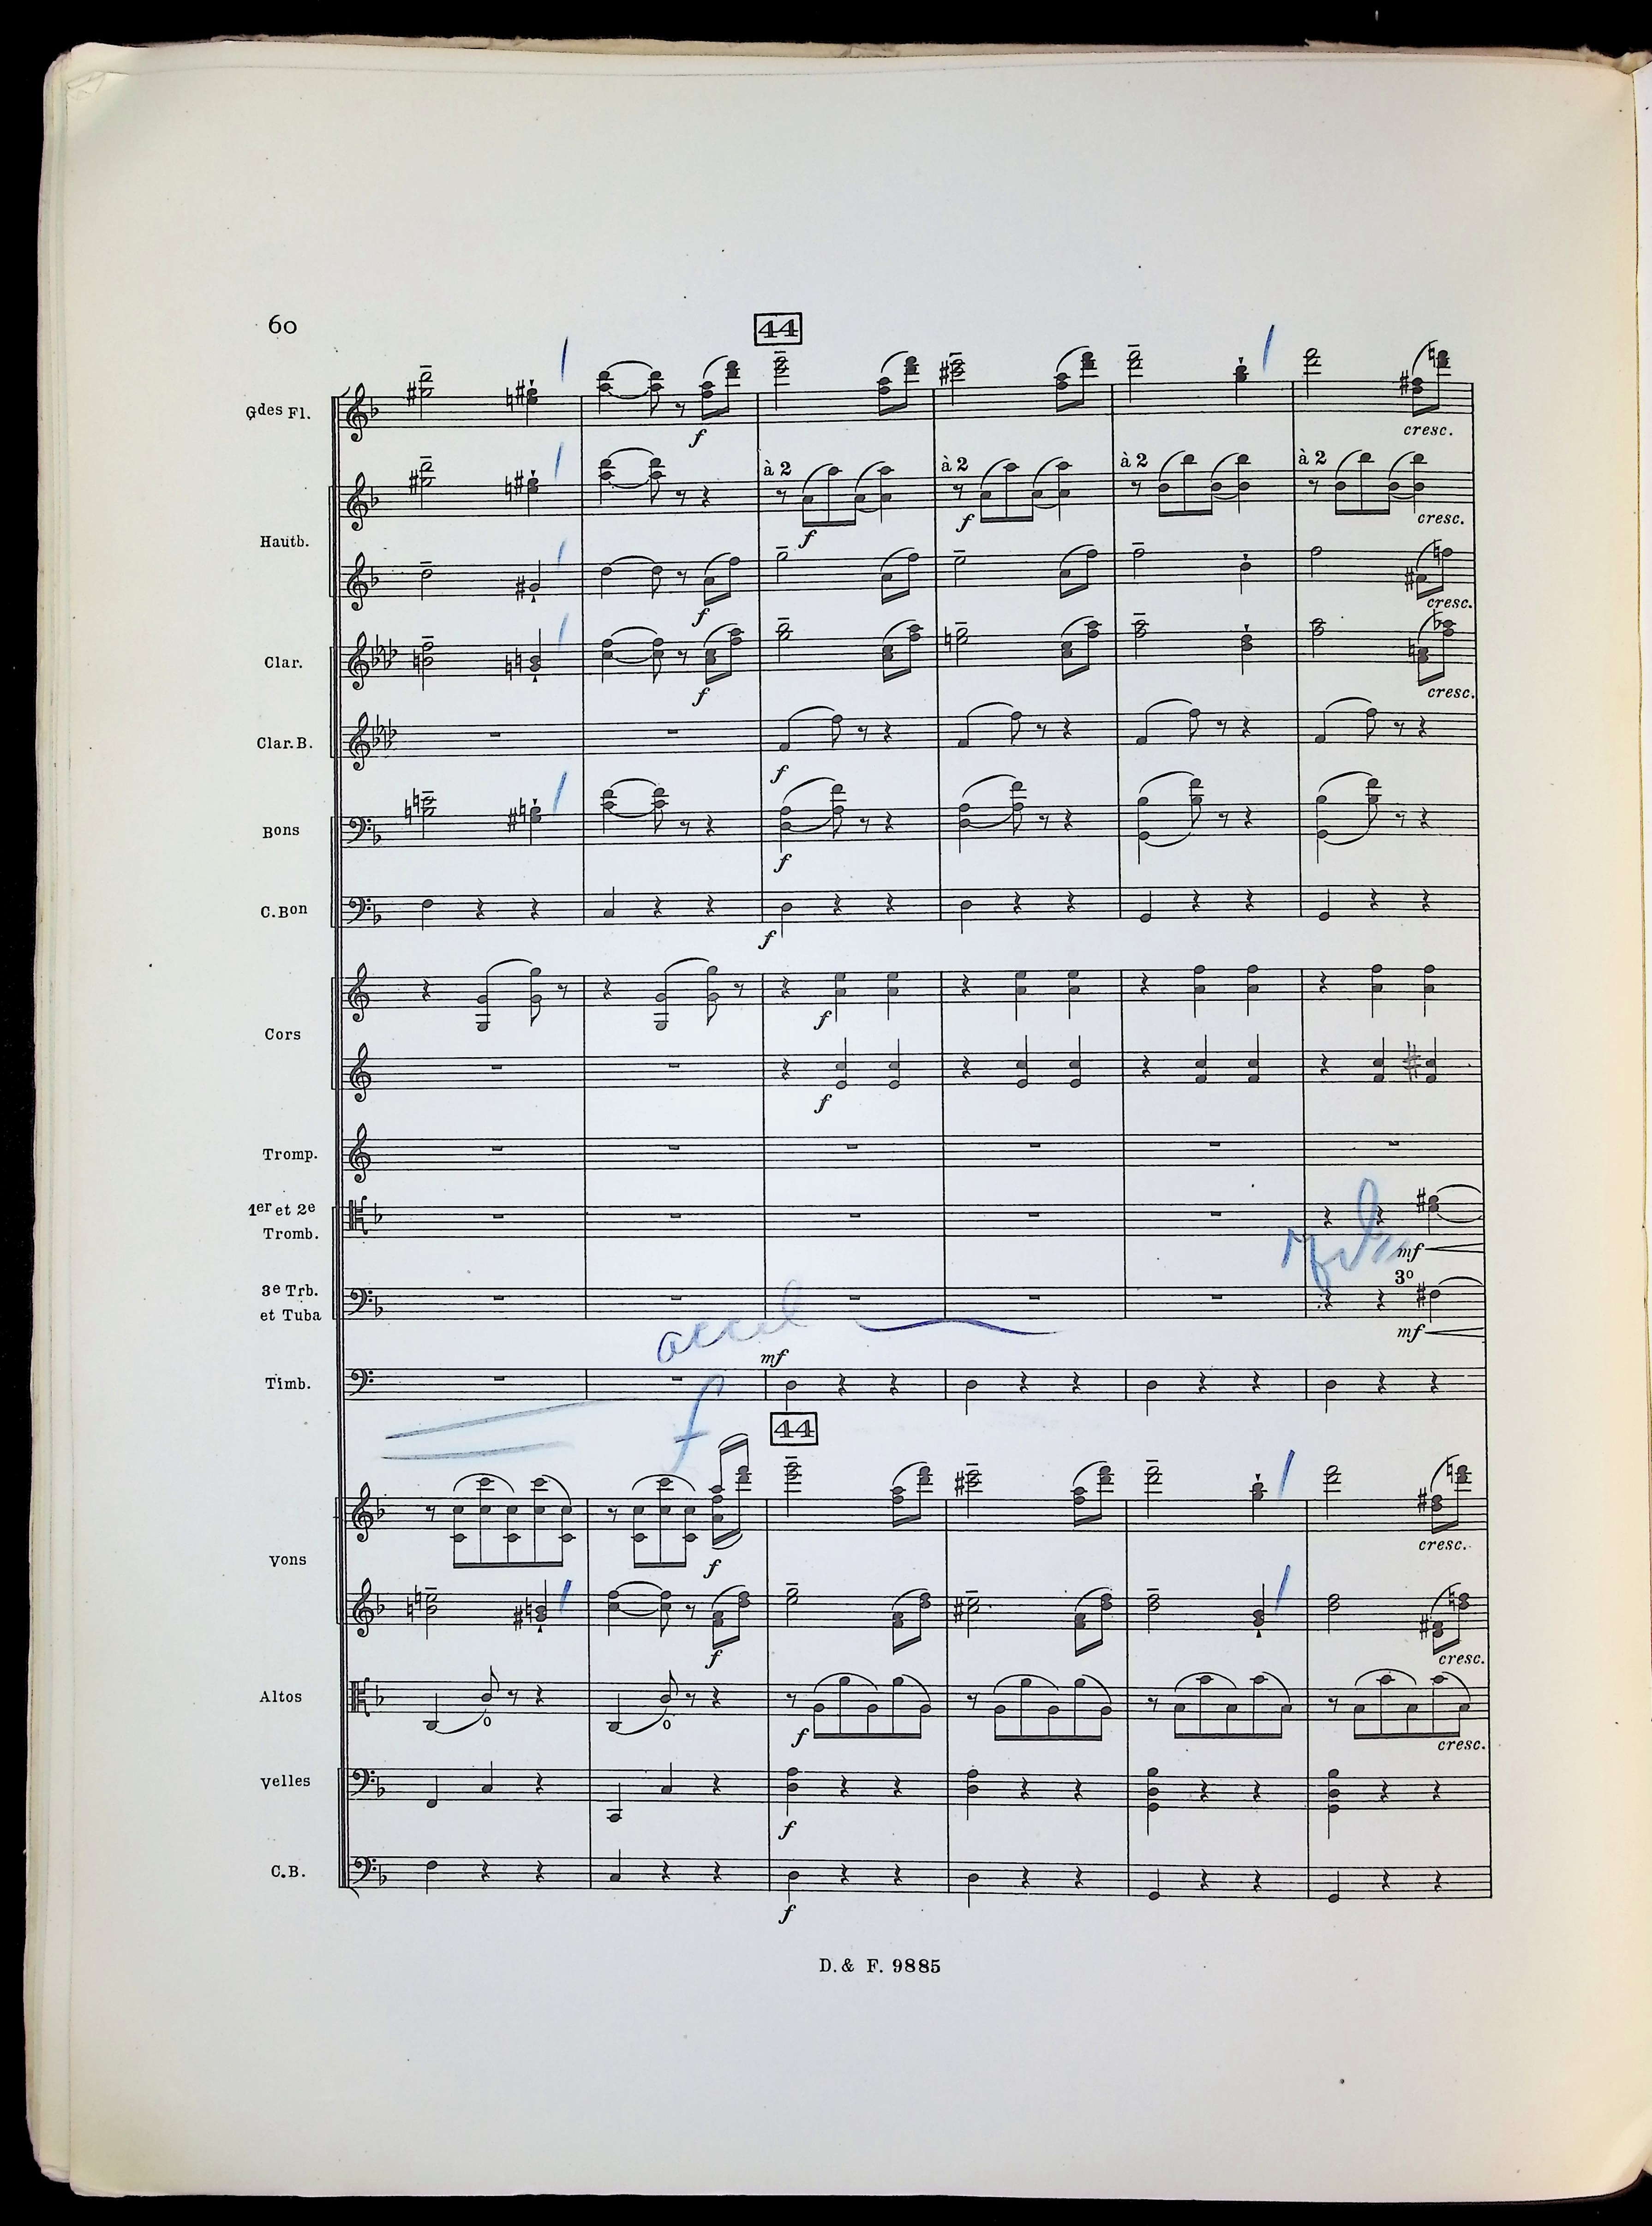 60
44
Gdes Fl.
f
cresc.
à 2
à 2
à 2
à 2
f
f
cresc.
Hautb.
f
cresc.
Clar.
f
cresc.
Clar. B.
f
Bons
f
C. Bon
f
Cors
f
f
Tromp.
1er et 2e
Tromb.
mf
3e Trb.
et Tuba
3º
mf
accel
Timb.
mf
f
44
Vons
f
cresc.
f
cresc.
Altos
f
cresc.
Velles
f
C.B.
f
D. & F. 9885